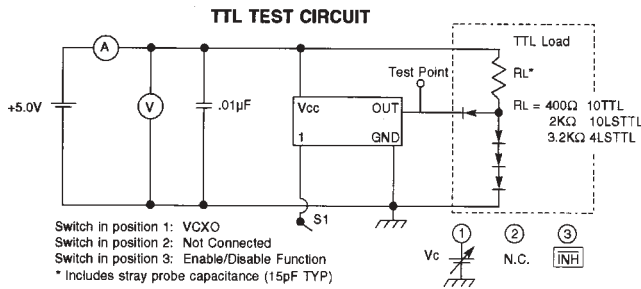 TTL TEST CIRCUIT
A
TTL Load
Test Point
RL*
+5.0V
V
.01μF
Vcc
OUT
RL = 400Ω 10TTL
2KΩ 10LSTTL
3.2KΩ 4LSTTL
1
GND
S1
Switch in position 1: VCXO
Switch in position 2: Not Connected
Switch in position 3: Enable/Disable Function
* Includes stray probe capacitance (15pF TYP)
1
2
3
Vc
N.C.
INH